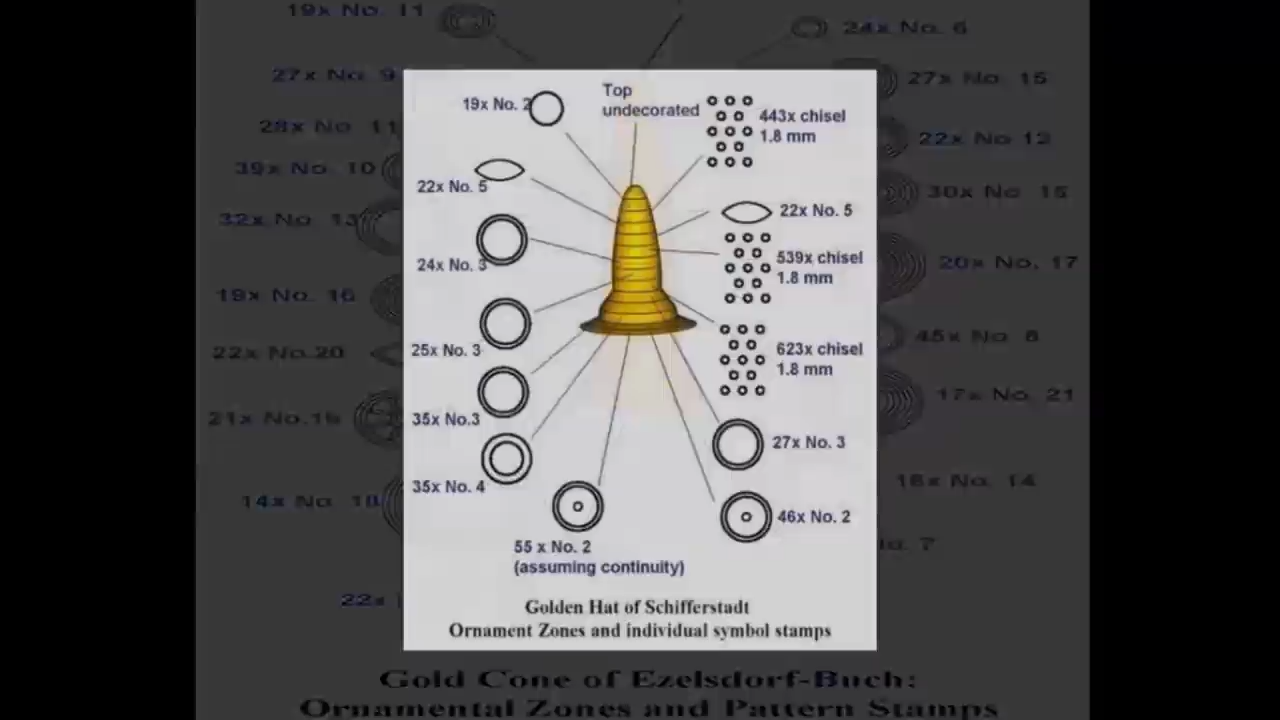 19x No. 11
24x No. 6
27x No. 9
27x No. 15
28x No. 11
22x No. 12
39x No. 10
30x No. 15
32x No. 13
20x No. 17
19x No. 16
45x No. 8
22x No.20
17x No. 21
21x No.19
14x No. 18
18x No. 14
No. 7
22x
19x No. 2
Top
undecorated
443x chisel
1.8 mm
22x No. 5
22x No. 5
24x No. 3
539x chisel
1.8 mm
25x No. 3
623x chisel
1.8 mm
35x No.3
27x No. 3
35x No. 4
46x No. 2
55 x No. 2
(assuming continuity)
Golden Hat of Schifferstadt
Ornament Zones and individual symbol stamps
Gold Cone of Ezelsdorf-Buch:
Ornamental Zones and Pattern Stamps